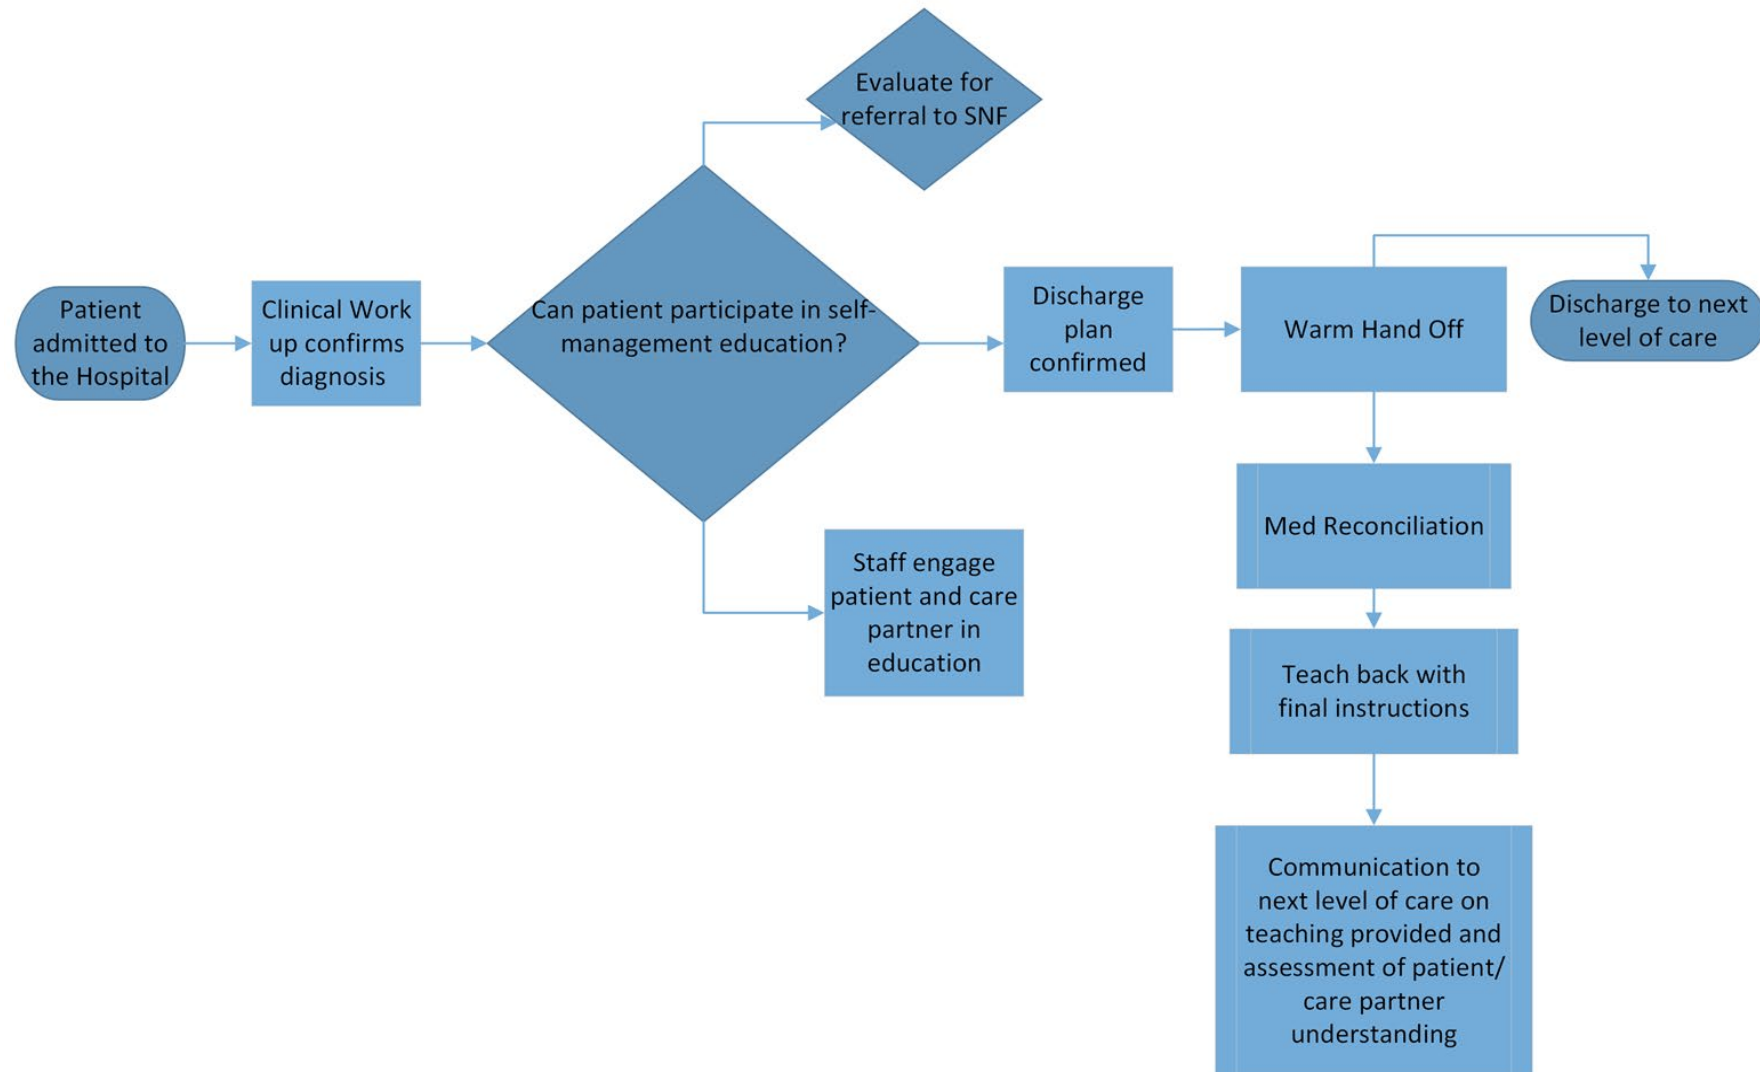 Patient
admitted to
the Hospital
Clinical Work
up confirms
diagnosis
Can patient participate in self-
management education?
Evaluate for
referral to SNF
Staff engage
patient and care
partner in
education
Discharge
plan
confirmed
Warm Hand Off
Discharge to next
level of care
Med Reconciliation
Teach back with
final instructions
Communication to
next level of care on
teaching provided and
assessment of patient/
care partner
understanding